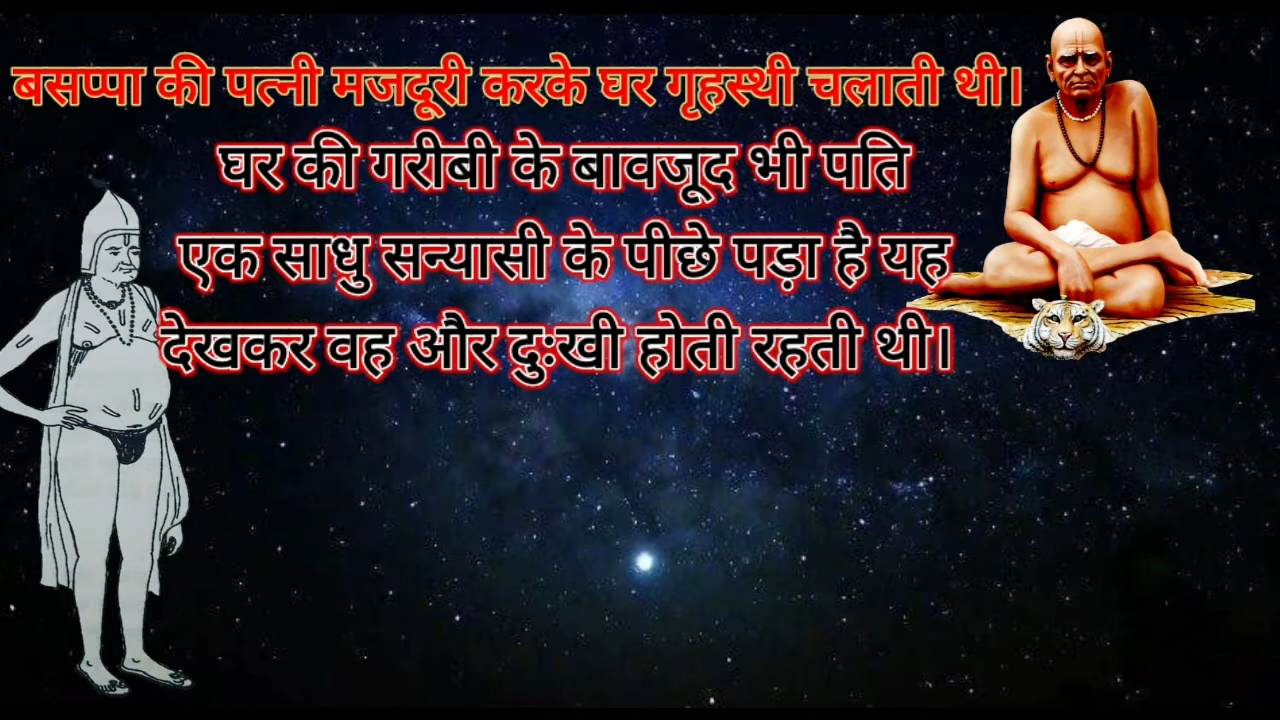 बसप्पा की पत्नी मजदूरी करके घर गृहस्थी चलाती थी।
घर की गरीबी के बावजूद भी पति
एक साधु सन्यासी के पीछे पड़ा है यह
देखकर वह और दुःखी होती रहती थी।